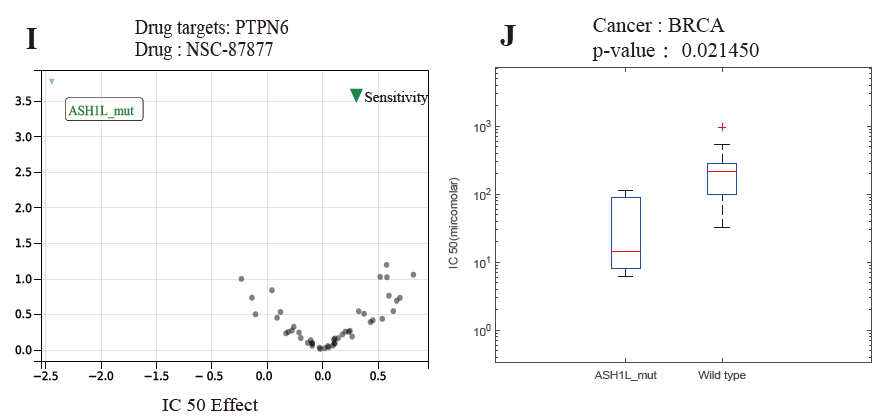 I
Drug targets: PTPN6
Drug : NSC-87877
3.5
3.0
2.5
2.0
1.5
1.0
0.5
0.0
ASH1L_mut
Sensitivity
−2.5
−2.0
−1.5
− 0.5
0.0
0.0
0.5
IC 50 Effect
J
Cancer : BRCA
p-value : 0.021450
IC 50(mircomolar)
10³
10²
10¹
10⁰
ASH1L_mut
Wild type